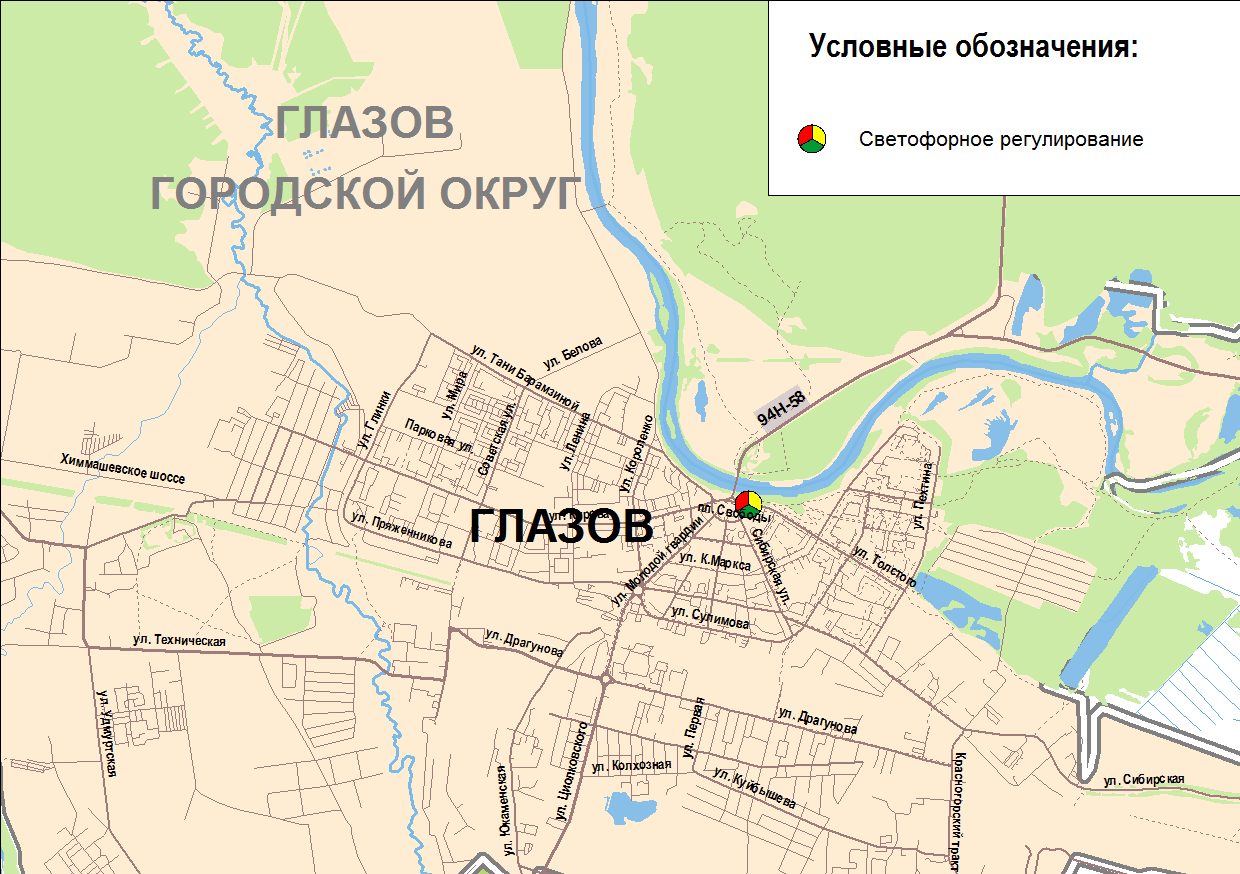 Условные обозначения:
Светофорное регулирование
ГЛАЗОВ
ГОРОДСКОЙ ОКРУГ
ул. Белова
ул. Тани Барамзиной
ул. Мира
ул. Глинки
94Н-58
Парковая ул.
Советская ул.
ул. Ленина
ул. Короленко
Химмашевское шоссе
ул. Пряженникова
ул. Кирова
ГЛАЗОВ
пл. Свободы
ул. Пехтина
ул. Молодой гвардии
ул. К.Маркса
Сибирская ул.
ул. Толстого
ул. Сулимова
ул. Техническая
ул. Драгунова
ул. Удмуртская
ул. Первая
ул. Драгунова
ул. Циолковского
ул. Колхозная
ул. Куйбышева
ул. Юкаменская
Красногорский тракт
ул. Сибирская